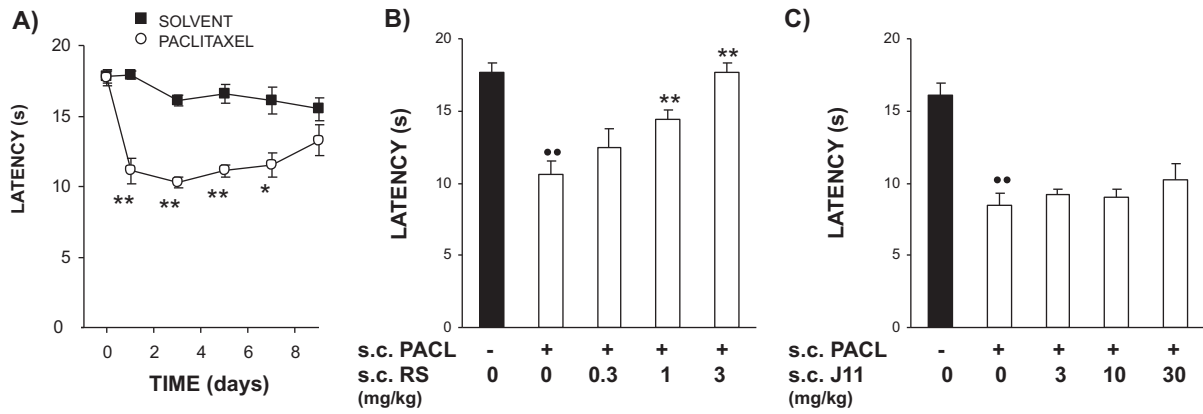 A)
■ SOLVENT
○ PACLITAXEL
LATENCY (s)
20
15
10
5
0
** ** ** *
0 2 4 6 8
TIME (days)
B)
LATENCY (s)
20
15
10
5
0
•• ** **
s.c. PACL - + + + +
s.c. RS 0 0 0.3 1 3
(mg/kg)
C)
LATENCY (s)
20
15
10
5
0
••
s.c. PACL - + + + +
s.c. J11 0 0 3 10 30
(mg/kg)